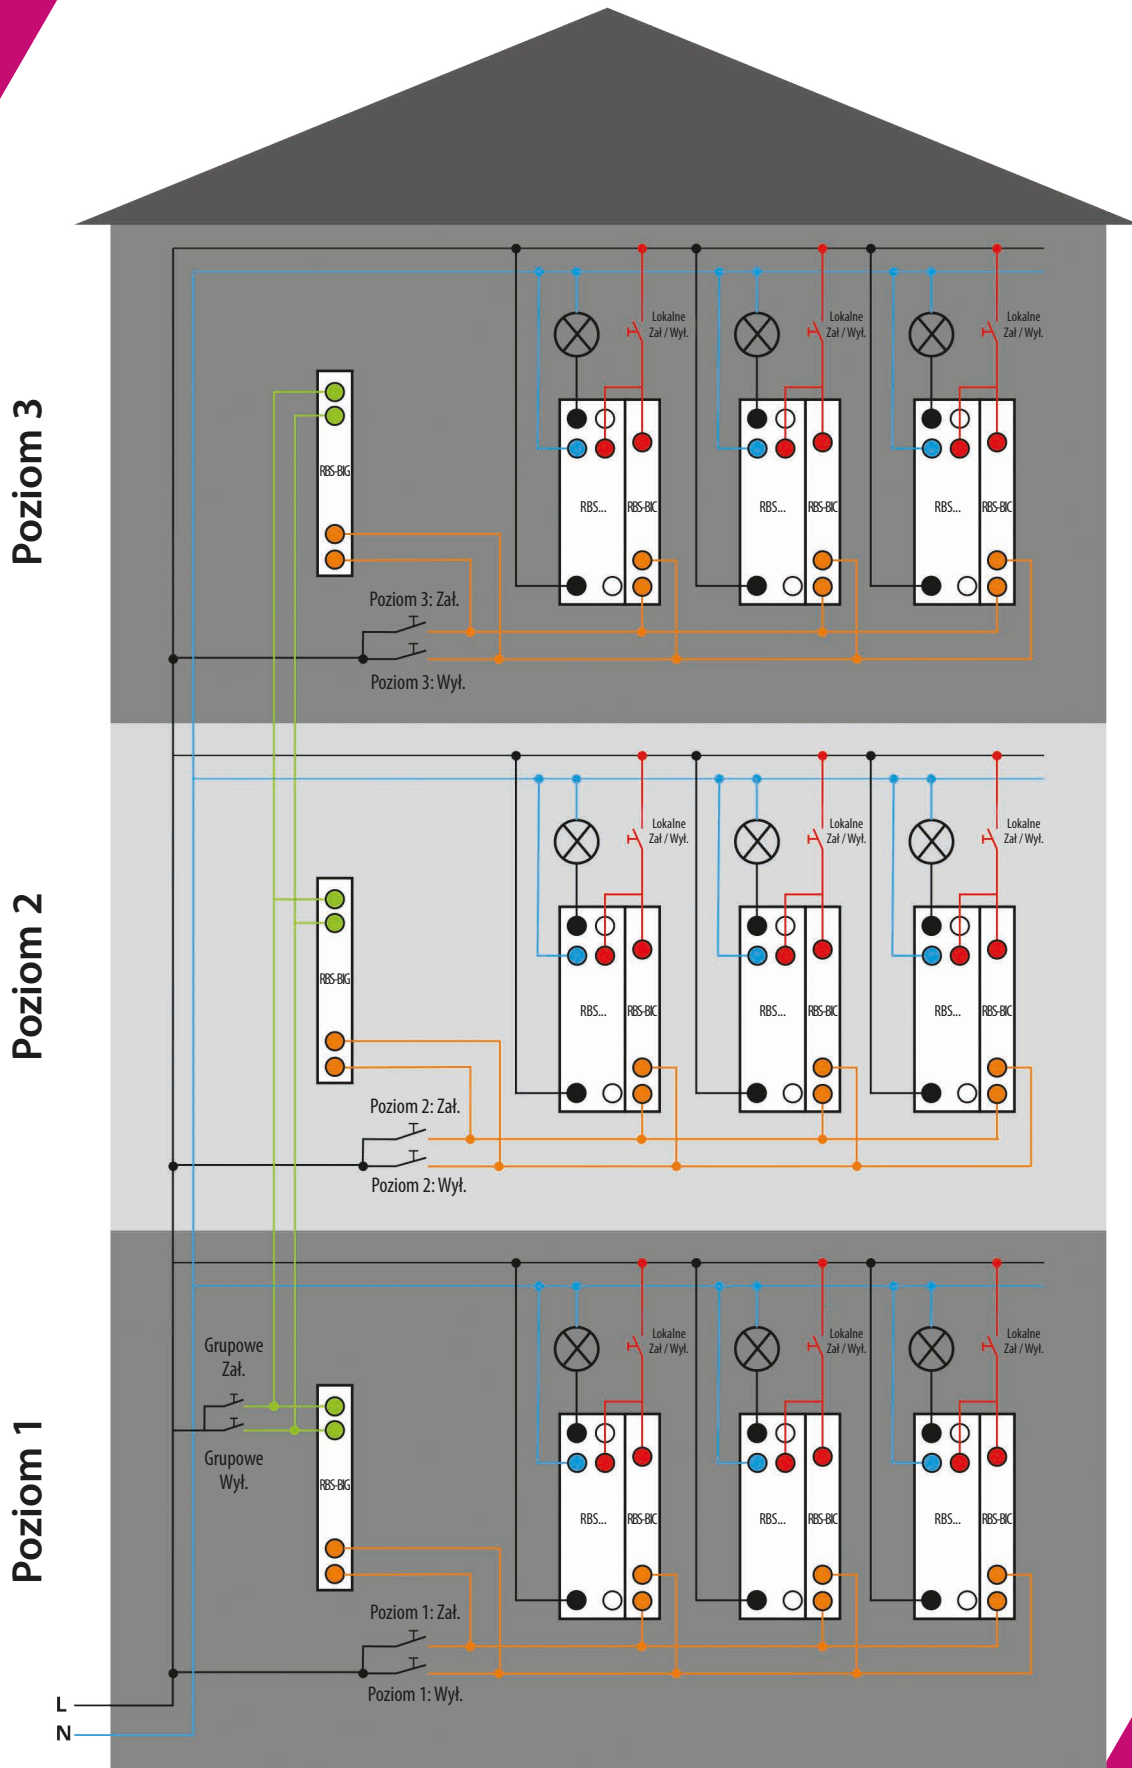 Poziom 3
Lokalne
Zał / Wył.
Lokalne
Zał / Wył.
Lokalne
Zał / Wył.
RBS-BIG
RBS...
RBS-BIC
RBS...
RBS-BIC
RBS...
RBS-BIC
Poziom 3: Zał.
Poziom 3: Wył.
Poziom 2
Lokalne
Zał / Wył.
Lokalne
Zał / Wył.
Lokalne
Zał / Wył.
RBS-BIG
RBS...
RBS-BIC
RBS...
RBS-BIC
RBS...
RBS-BIC
Poziom 2: Zał.
Poziom 2: Wył.
Poziom 1
Lokalne
Zał / Wył.
Lokalne
Zał / Wył.
Lokalne
Zał / Wył.
Grupowe
Zał.
Grupowe
Wył.
RBS-BIG
RBS...
RBS-BIC
RBS...
RBS-BIC
RBS...
RBS-BIC
Poziom 1: Zał.
Poziom 1: Wył.
L
N